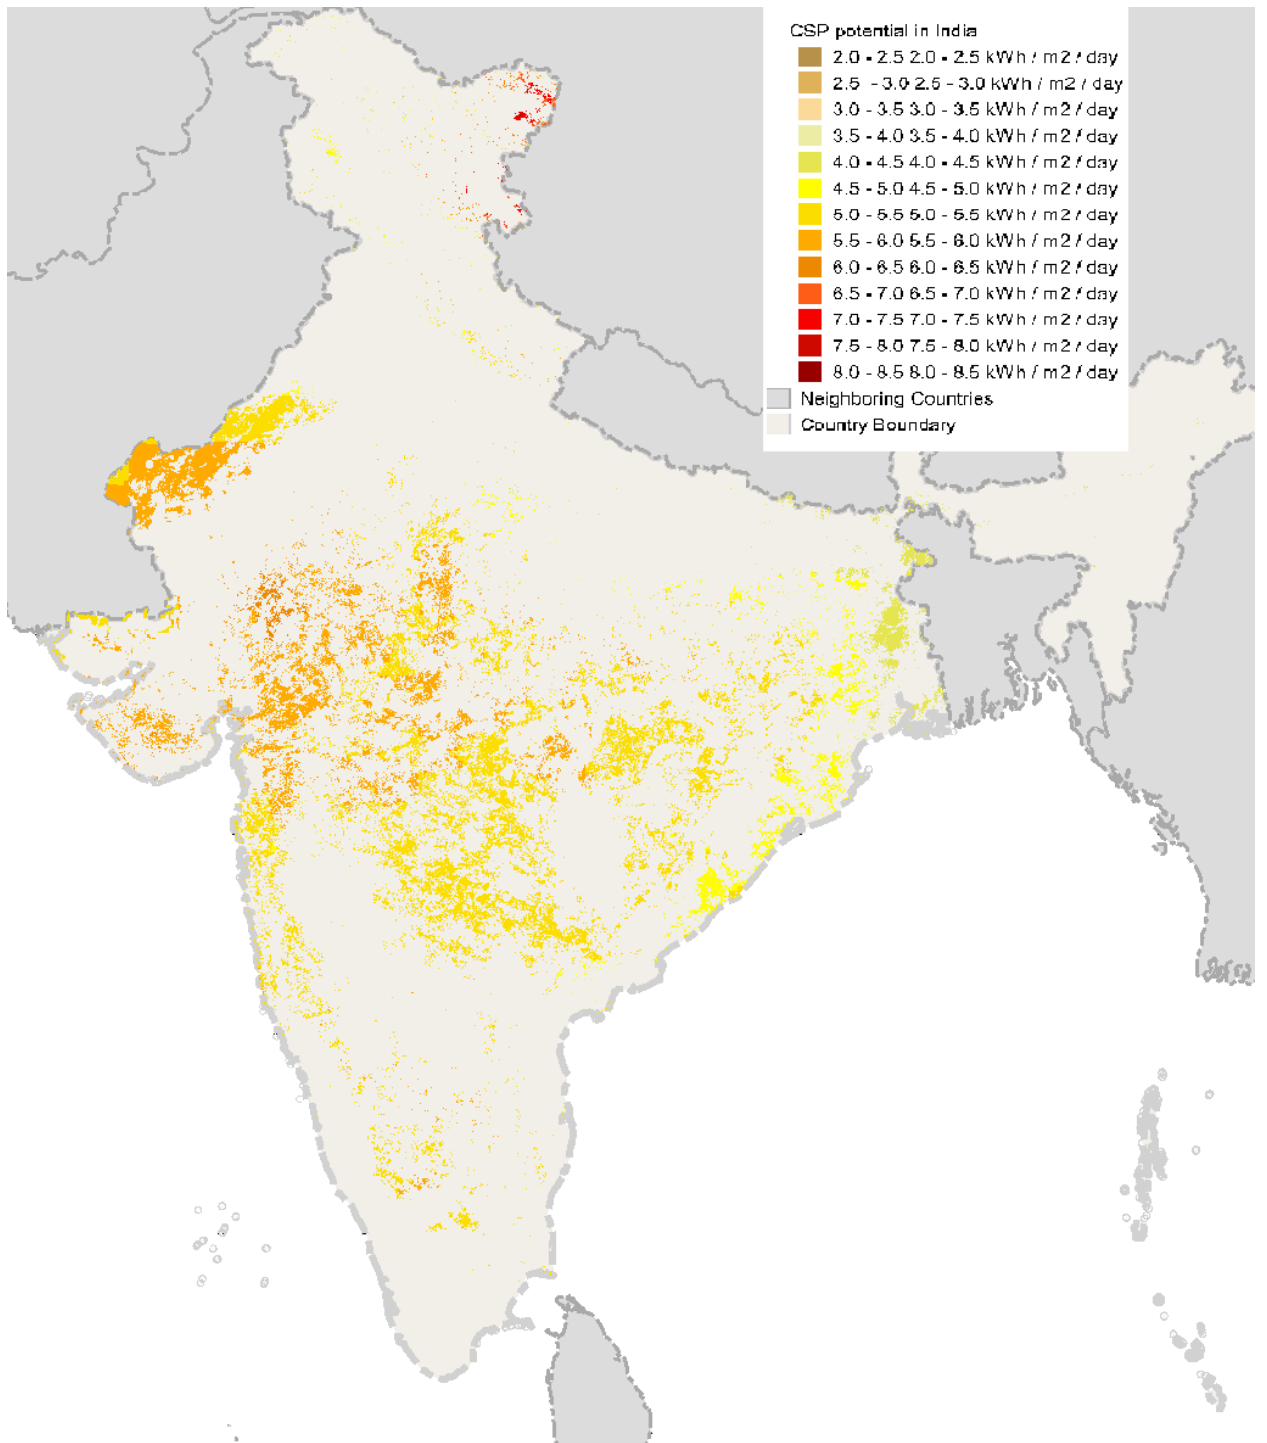 CSP potential in India
2.0 - 2.5 2.0 - 2.5 kWh / m2 / day
2.5 - 3.0 2.5 - 3.0 kWh / m2 / day
3.0 - 3.5 3.0 - 3.5 kWh / m2 / day
3.5 - 4.0 3.5 - 4.0 kWh / m2 / day
4.0 - 4.5 4.0 - 4.5 kWh / m2 / day
4.5 - 5.0 4.5 - 5.0 kWh / m2 / day
5.0 - 5.5 5.0 - 5.5 kWh / m2 / day
5.5 - 6.0 5.5 - 6.0 kWh / m2 / day
6.0 - 6.5 6.0 - 6.5 kWh / m2 / day
6.5 - 7.0 6.5 - 7.0 kWh / m2 / day
7.0 - 7.5 7.0 - 7.5 kWh / m2 / day
7.5 - 8.0 7.5 - 8.0 kWh / m2 / day
8.0 - 8.5 8.0 - 8.5 kWh / m2 / day
Neighboring Countries
Country Boundary